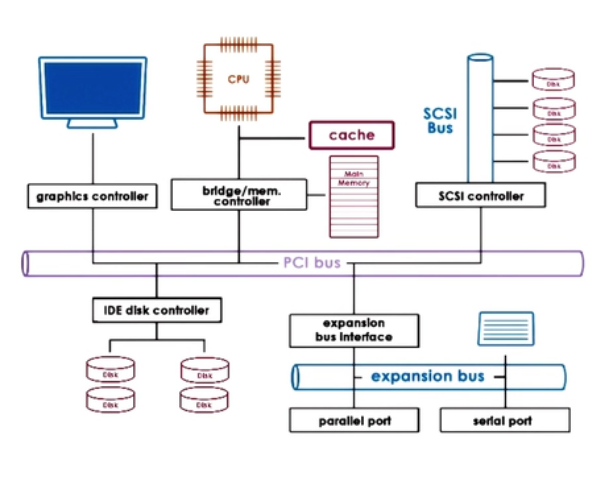 CPU
cache
SCSI
Bus
Disk
Disk
Disk
Disk
Main
Memory
graphics controller
bridge/mem.
controller
SCSI controller
PCI bus
IDE disk controller
expansion
bus interface
Disk
Disk
Disk
Disk
expansion bus
parallel port
serial port